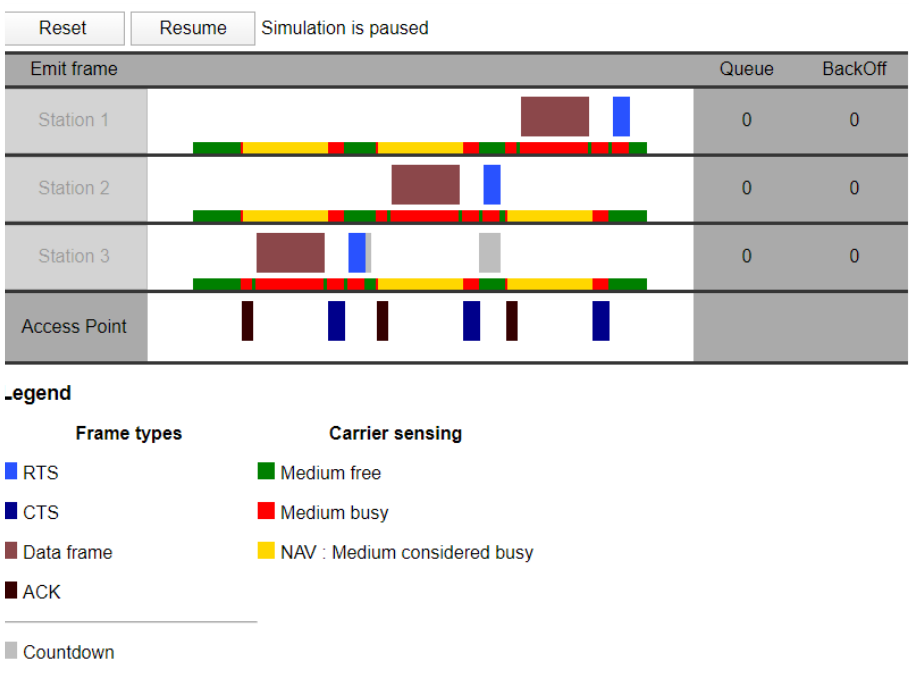 Reset Resume Simulation is paused
Emit frame Queue BackOff
Station 1 0 0
Station 2 0 0
Station 3 0 0
Access Point
Legend
Frame types Carrier sensing
RTS Medium free
CTS Medium busy
Data frame NAV : Medium considered busy
ACK
Countdown